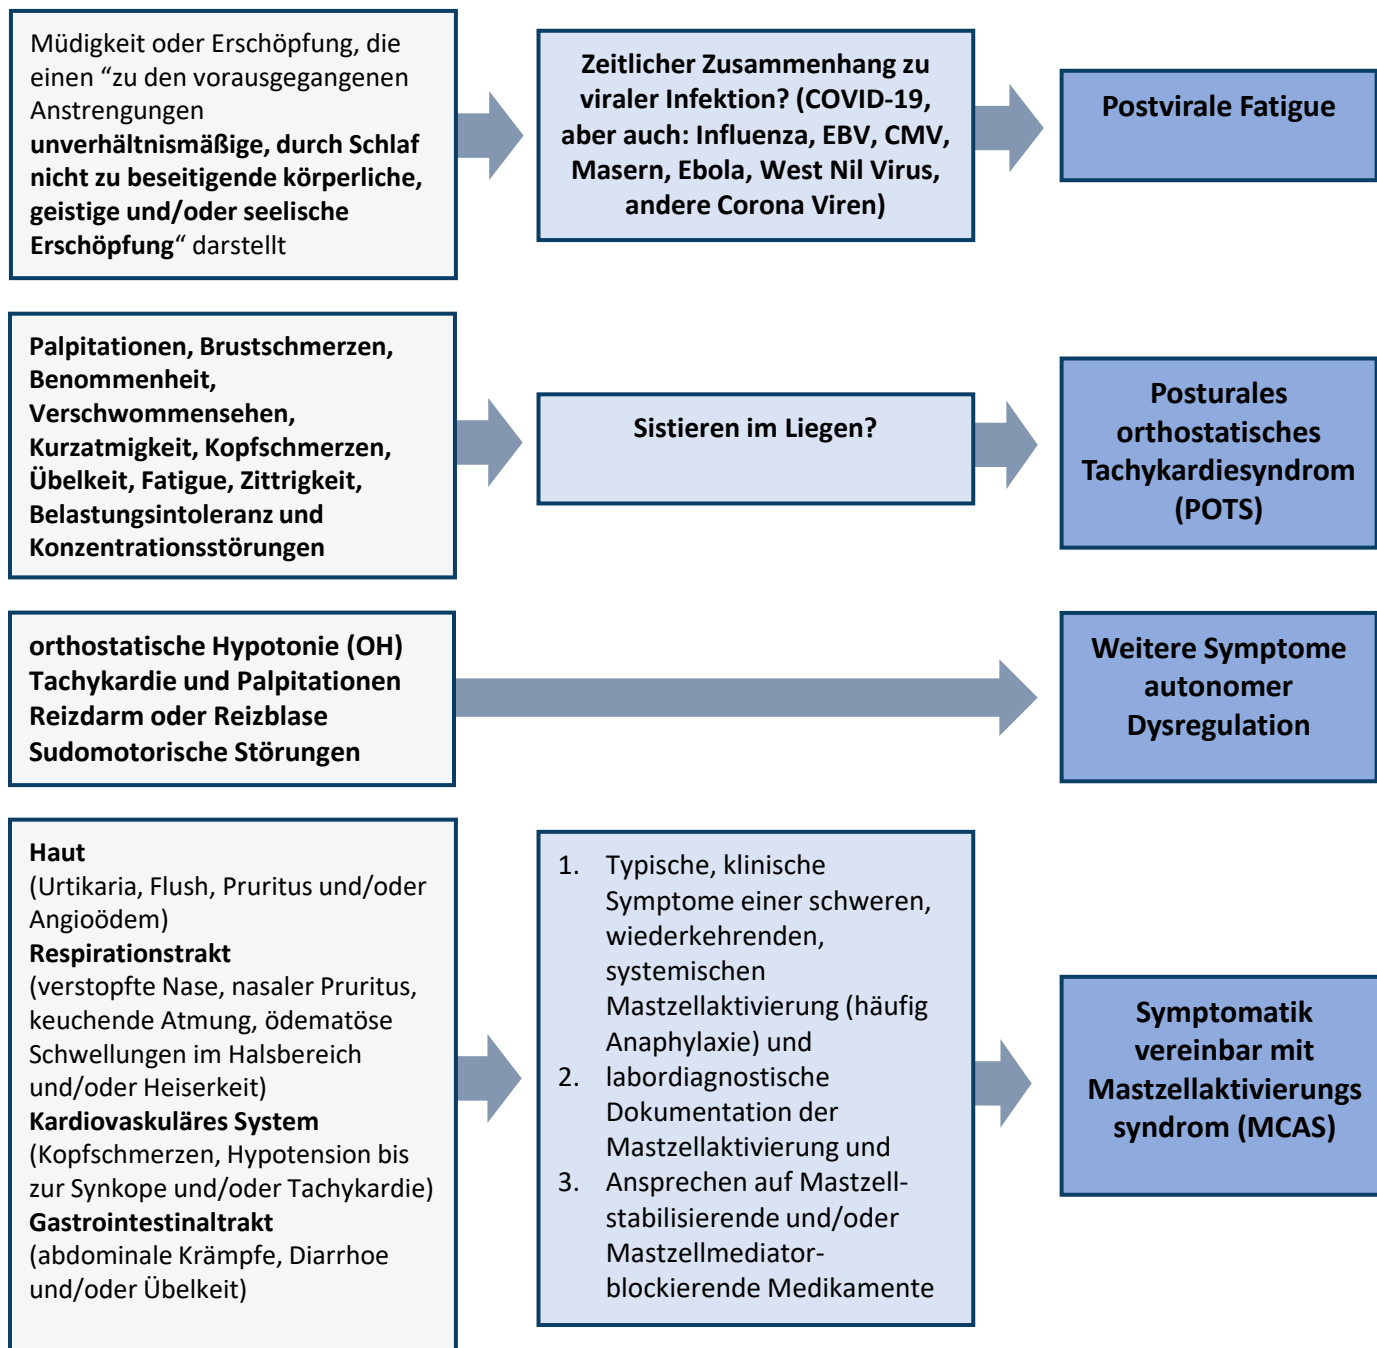 Müdigkeit oder Erschöpfung, die
einen “zu den vorausgegangenen
Anstrengungen
unverhältnismäßige, durch Schlaf
nicht zu beseitigende körperliche,
geistige und/oder seelische
Erschöpfung“ darstellt
Zeitlicher Zusammenhang zu
viraler Infektion? (COVID-19,
aber auch: Influenza, EBV, CMV,
Masern, Ebola, West Nil Virus,
andere Corona Viren)
Postvirale Fatigue
Palpitationen, Brustschmerzen,
Benommenheit,
Verschwommensehen,
Kurzatmigkeit, Kopfschmerzen,
Übelkeit, Fatigue, Zittrigkeit,
Belastungsintoleranz und
Konzentrationsstörungen
Sistieren im Liegen?
Posturales
orthostatisches
Tachykardiesyndrom
(POTS)
orthostatische Hypotonie (OH)
Tachykardie und Palpitationen
Reizdarm oder Reizblase
Sudomotorische Störungen
Weitere Symptome
autonomer
Dysregulation
Haut
(Urtikaria, Flush, Pruritus und/oder
Angioödem)
Respirationstrakt
(verstopfte Nase, nasaler Pruritus,
keuchende Atmung, ödematöse
Schwellungen im Halsbereich
und/oder Heiserkeit)
Kardiovaskuläres System
(Kopfschmerzen, Hypotension bis
zur Synkope und/oder Tachykardie)
Gastrointestinaltrakt
(abdominale Krämpfe, Diarrhoe
und/oder Übelkeit)
1. Typische, klinische
Symptome einer schweren,
wiederkehrenden,
systemischen
Mastzellaktivierung (häufig
Anaphylaxie) und
2. labordiagnostische
Dokumentation der
Mastzellaktivierung und
3. Ansprechen auf Mastzell-
stabilisierende und/oder
Mastzellmediator-
blockierende Medikamente
Symptomatik
vereinbar mit
Mastzellaktivierungs
syndrom (MCAS)